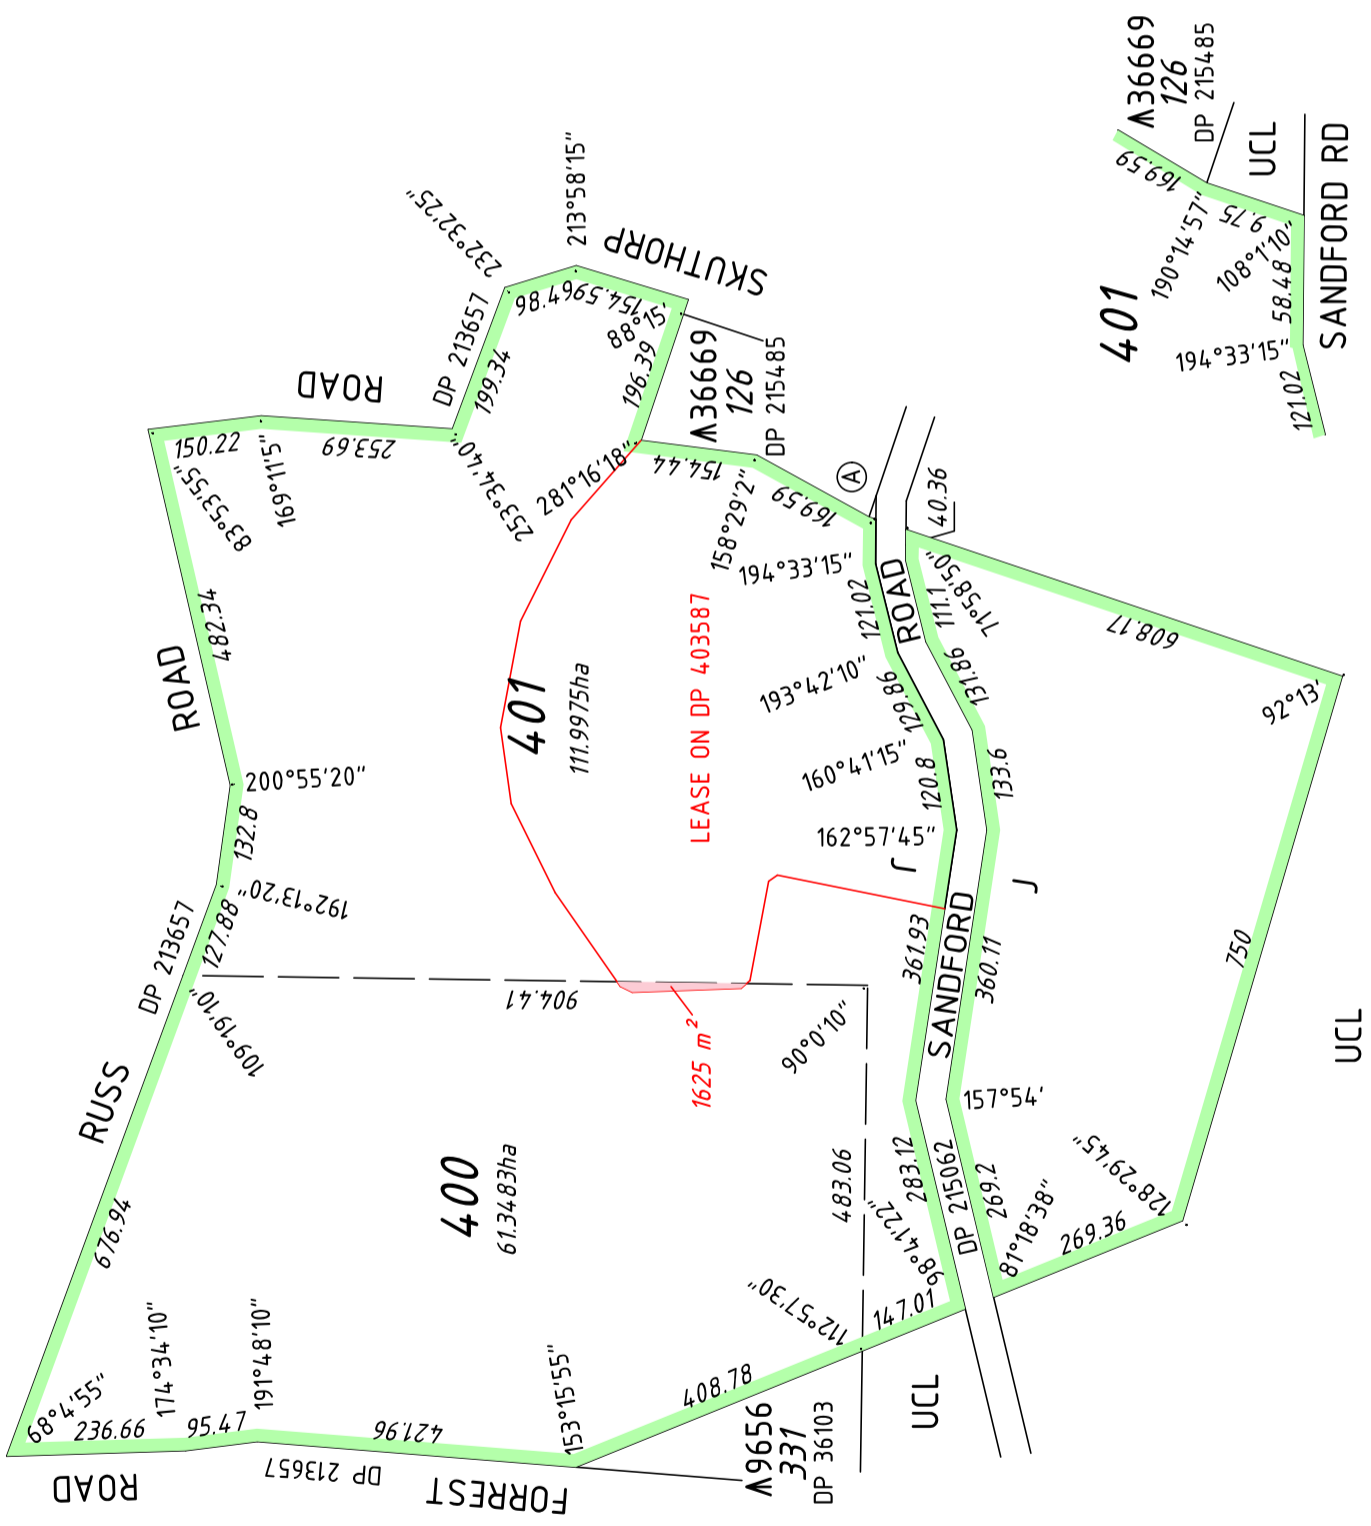 ROAD
150.22
83°53'55"
169°11'5"
253.69
ROAD
DP 213657
199.34
253°34'40"
232°32'25"
98.49
213°58'15"
154.59
SKUTHORP
88°15'
196.39
281°16'18"
Λ36669
126
DP 215485
154.44
158°29'2"
169.59
A
194°33'15"
121.02
40.36
ROAD
111.1
71°58'50"
608.17
482.34
200°55'20"
132.8
192°13'20"
127.88
DP 213657
109°19'10"
RUSS
676.94
401
111.9975ha
LEASE ON DP 403587
193°42'10"
129.86
131.86
160°41'15"
120.8
133.6
162°57'45"
J
J
361.93
SANDFORD
360.11
92°13'
750
904.41
1625 m²
90°0'10"
157°54'
400
61.3483ha
483.06
283.12
DP 215062
269.2
98°41'22"
81°18'38"
128°29'45"
269.36
112°57'30"
147.01
UCL
UCL
68°4'55"
236.66
174°34'10"
95.47
191°48'10"
421.96
153°15'55"
408.78
ROAD
DP 213657
FORREST
Λ9656
331
DP 36103
Λ36669
126
DP 215485
169.59
UCL
190°14'57"
9.75
108°1'10"
401
58.48
194°33'15"
121.02
SANDFORD RD